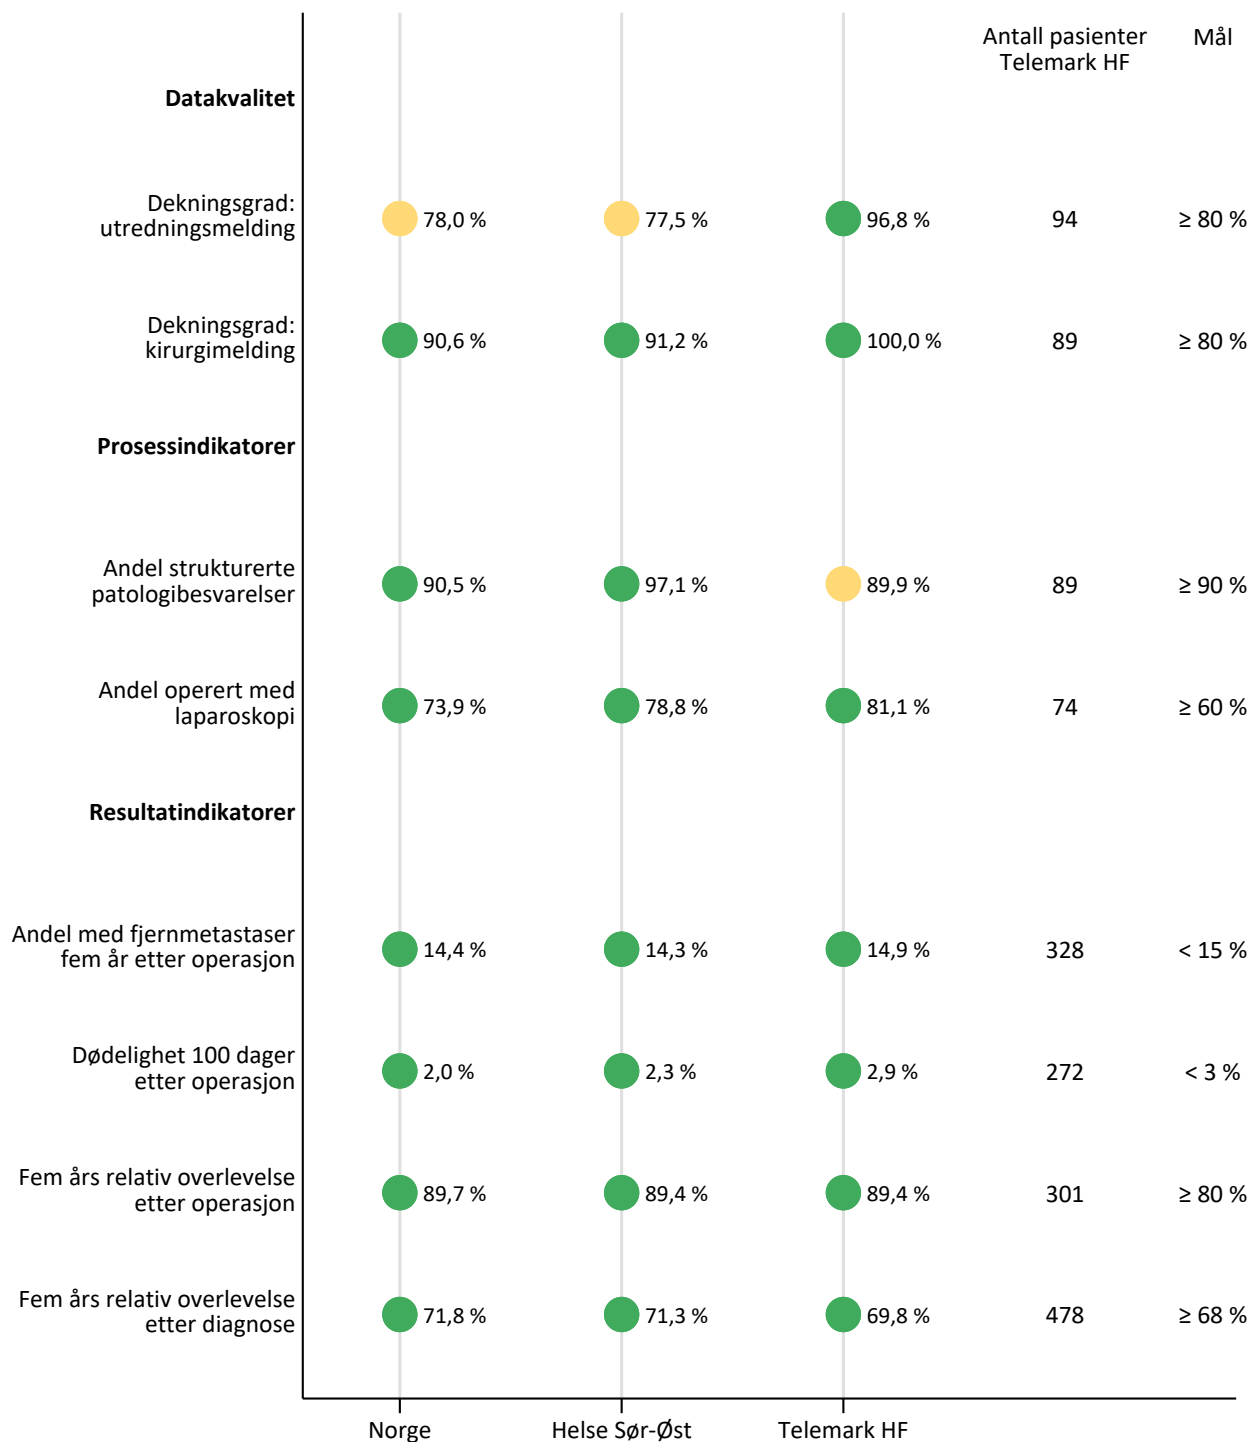 Antall pasienter
Telemark HF
Mål
Datakvalitet
Dekningsgrad:
utredningsmelding
78,0 %
77,5 %
96,8 %
94
≥ 80 %
Dekningsgrad:
kirurgimelding
90,6 %
91,2 %
100,0 %
89
≥ 80 %
Prosessindikatorer
Andel strukturerte
patologibesvarelser
90,5 %
97,1 %
89,9 %
89
≥ 90 %
Andel operert med
laparoskopi
73,9 %
78,8 %
81,1 %
74
≥ 60 %
Resultatindikatorer
Andel med fjernmetastaser
fem år etter operasjon
14,4 %
14,3 %
14,9 %
328
< 15 %
Dødelighet 100 dager
etter operasjon
2,0 %
2,3 %
2,9 %
272
< 3 %
Fem års relativ overlevelse
etter operasjon
89,7 %
89,4 %
89,4 %
301
≥ 80 %
Fem års relativ overlevelse
etter diagnose
71,8 %
71,3 %
69,8 %
478
≥ 68 %
Norge
Helse Sør-Øst
Telemark HF